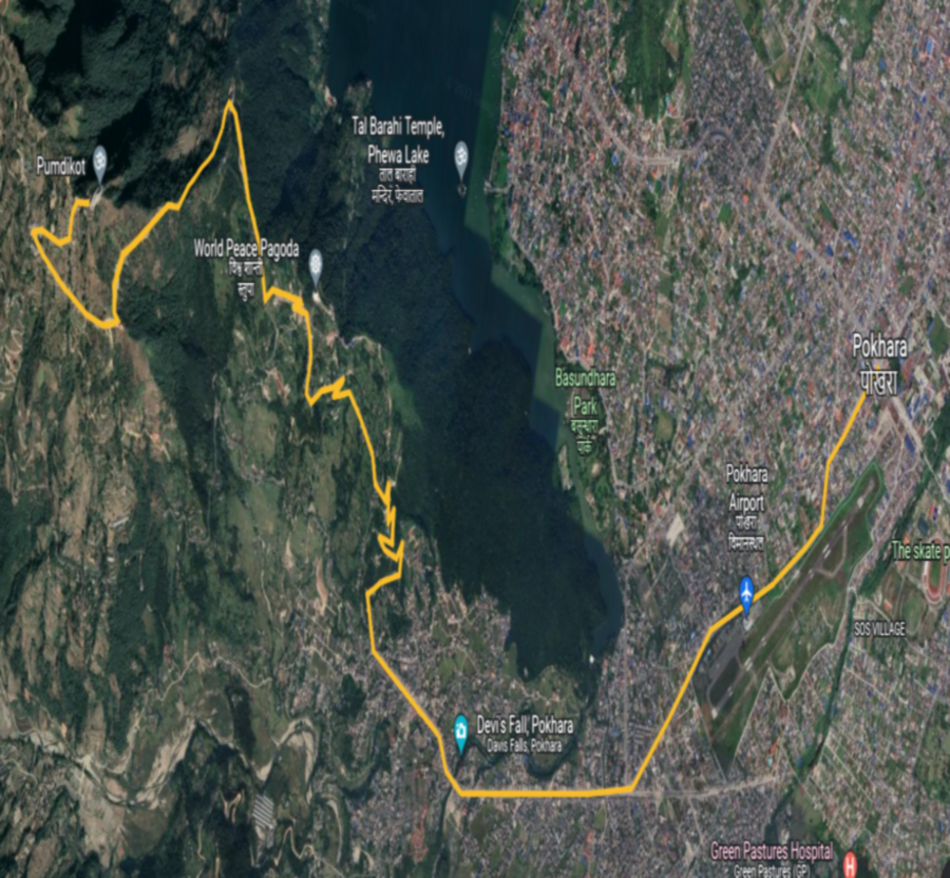 Tal Barahi Temple,
Phewa Lake
ताल बाराही
मन्दिर, फेवाताल
Pumdikot
World Peace Pagoda
विश्व शान्ती
स्तुपा
Pokhara
पोखरा
Basundhara
Park
बसुन्धारा
पार्क
Pokhara
Airport
पोखरा
विमानस्थल
The skate p
SOS VILLAGE
Devi's Fall, Pokhara
Davis Falls, Pokhara
Green Pastures Hospital
H
Green Pastures (GP)